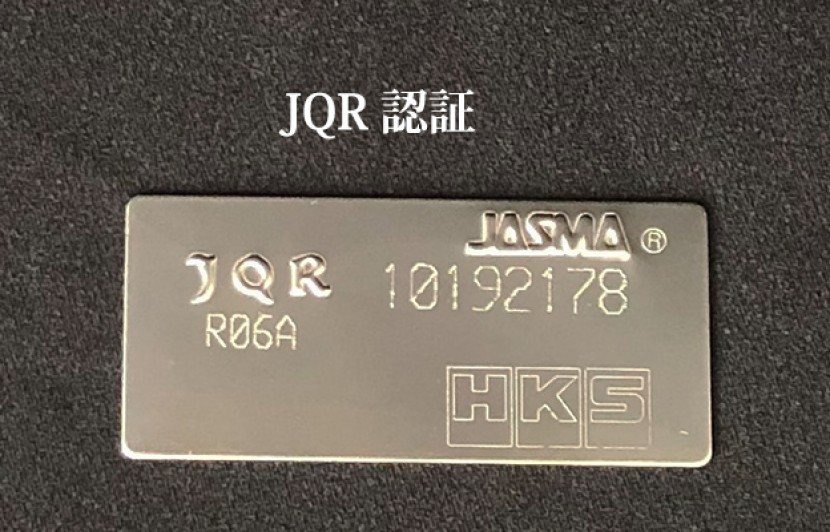 JQR 認証
JASMA ®
JQR 10192178
R06A
HKS